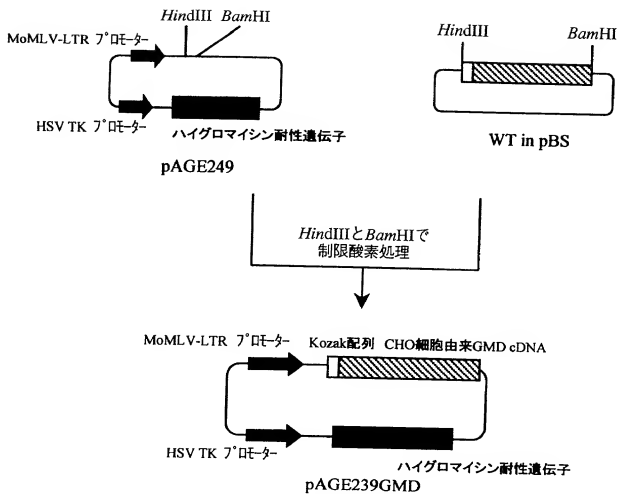 HindIII BamHI
MoMLV-LTR プロモーター
HSV TK プロモーター
ハイグロマイシン耐性遺伝子
pAGE249
HindIII
BamHI
WT in pBS
HindIIIとBamHIで
制限酸素処理
MoMLV-LTR プロモーター
Kozak配列 CHO細胞由来GMD cDNA
HSV TK プロモーター
ハイグロマイシン耐性遺伝子
pAGE239GMD